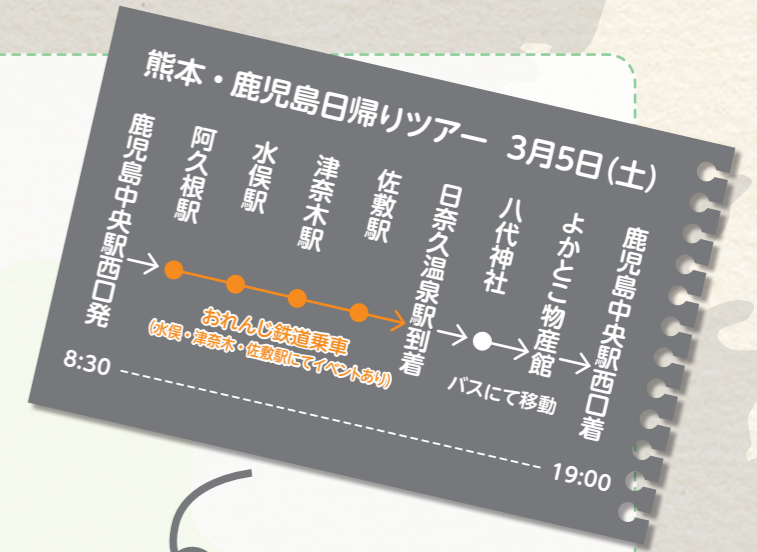 熊本・鹿児島日帰りツアー 3月5日(土)
鹿児島中央駅西口発
阿久根駅
水俣駅
津奈木駅
佐敷駅
日奈久温泉駅到着
八代神社
よかとこ物産館
鹿児島中央駅西口着
おれんじ鉄道乗車
(水俣・津奈木・佐敷駅にてイベントあり)
バスにて移動
8:30
19:00